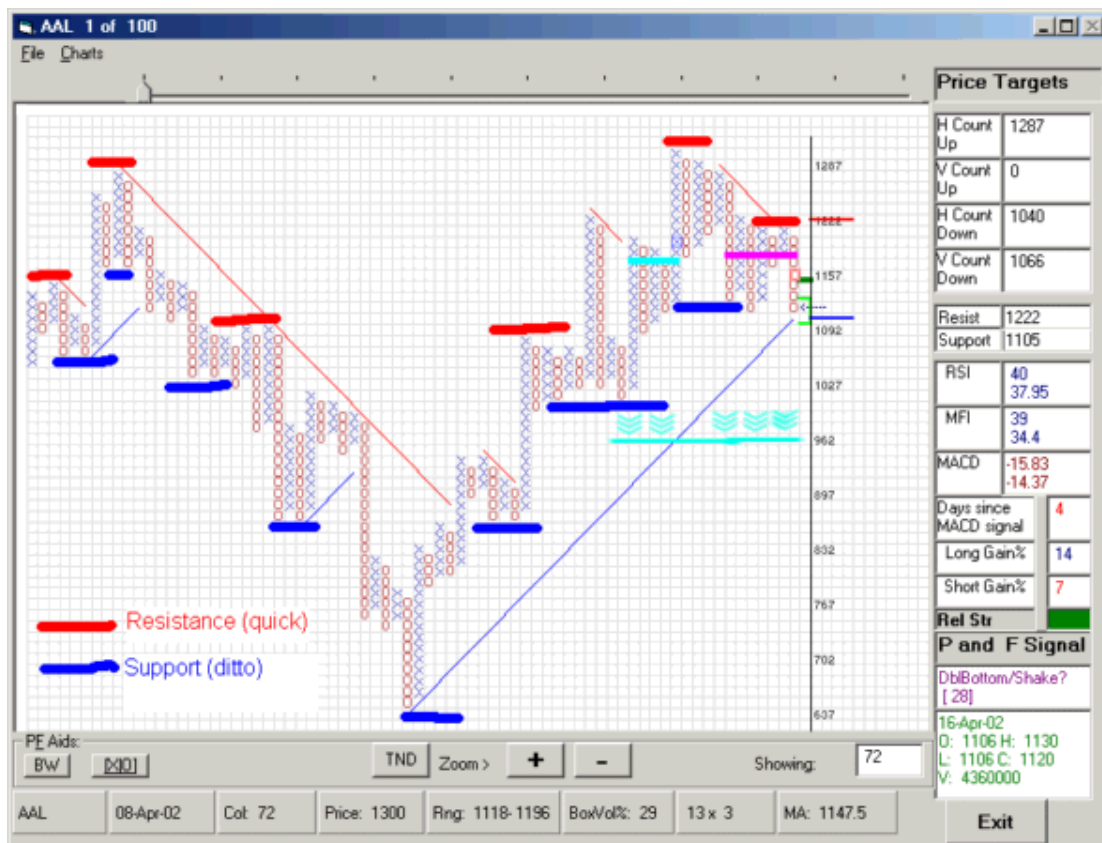 AAL 1 of 100
File Charts
Price Targets
H Count Up 1287
V Count Up 0
H Count Down 1040
V Count Down 1066
Resist 1222
Support 1105
RSI 40 37.95
MFI 39 34.4
MACD -15.83 -14.37
Days since MACD signal 4
Long Gain% 14
Short Gain% 7
Rel Str
P and F Signal
DblBottom/Shake?
[ 28]
16-Apr-02
O: 1106 H: 1130
L: 1106 C: 1120
V: 4360000
Exit
1287
1222
1157
1092
1027
962
897
832
767
702
637
Resistance (quick)
Support (ditto)
PF Aids:
BW [X|O] TND Zoom > + - Showing: 72
AAL 08-Apr-02 Col: 72 Price: 1300 Rng: 1118-1196 BoxVol%: 29 13 x 3 MA: 1147.5